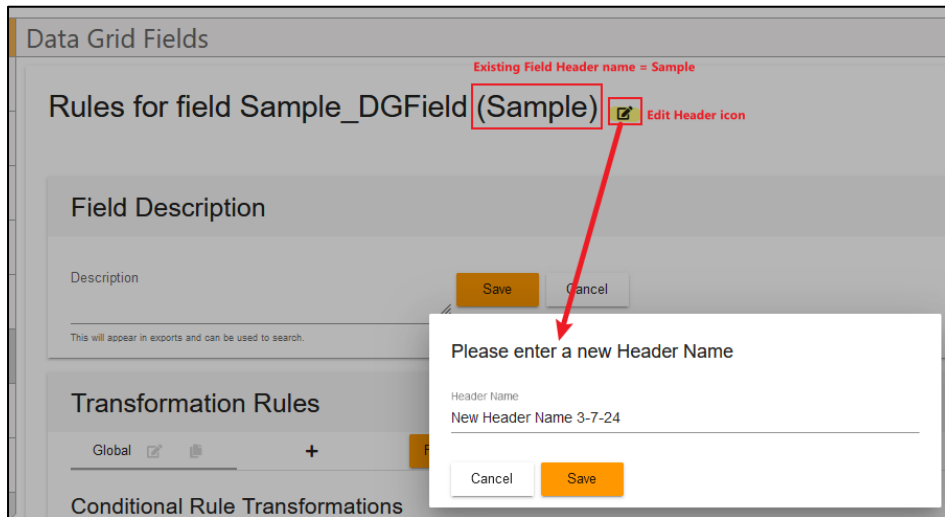 Data Grid Fields
Existing Field Header name = Sample
Rules for field Sample_DGField (Sample)
Edit Header icon
Field Description
Description
Save
Cancel
This will appear in exports and can be used to search.
Please enter a new Header Name
Header Name
New Header Name 3-7-24
Cancel
Save
Transformation Rules
Global
+
Conditional Rule Transformations